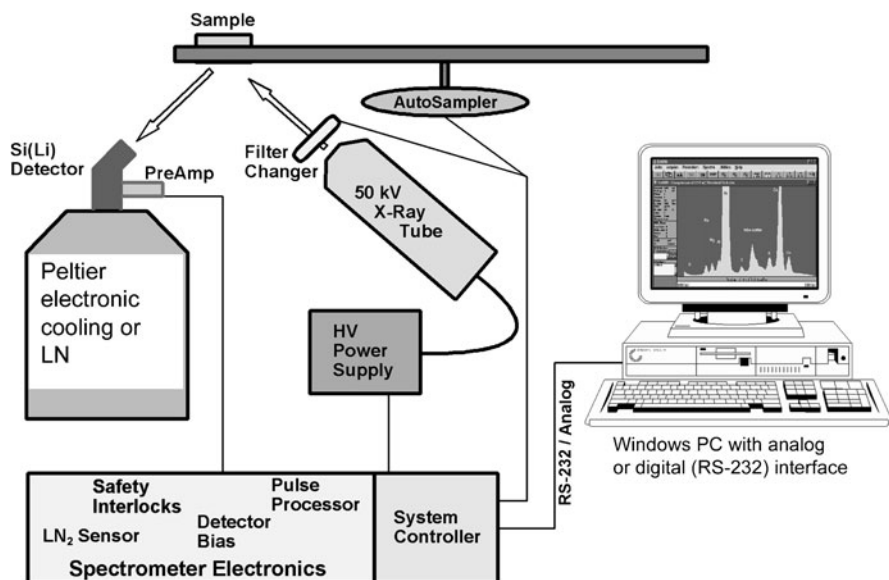 Sample
AutoSampler
Si(Li)
Detector
PreAmp
Filter
Changer
50 kV
X-Ray
Tube
Peltier
electronic
cooling or
LN
HV
Power
Supply
RS-232 / Analog
Windows PC with analog
or digital (RS-232) interface
Safety
Interlocks
Pulse
Processor
LN₂ Sensor
Detector
Bias
System
Controller
Spectrometer Electronics